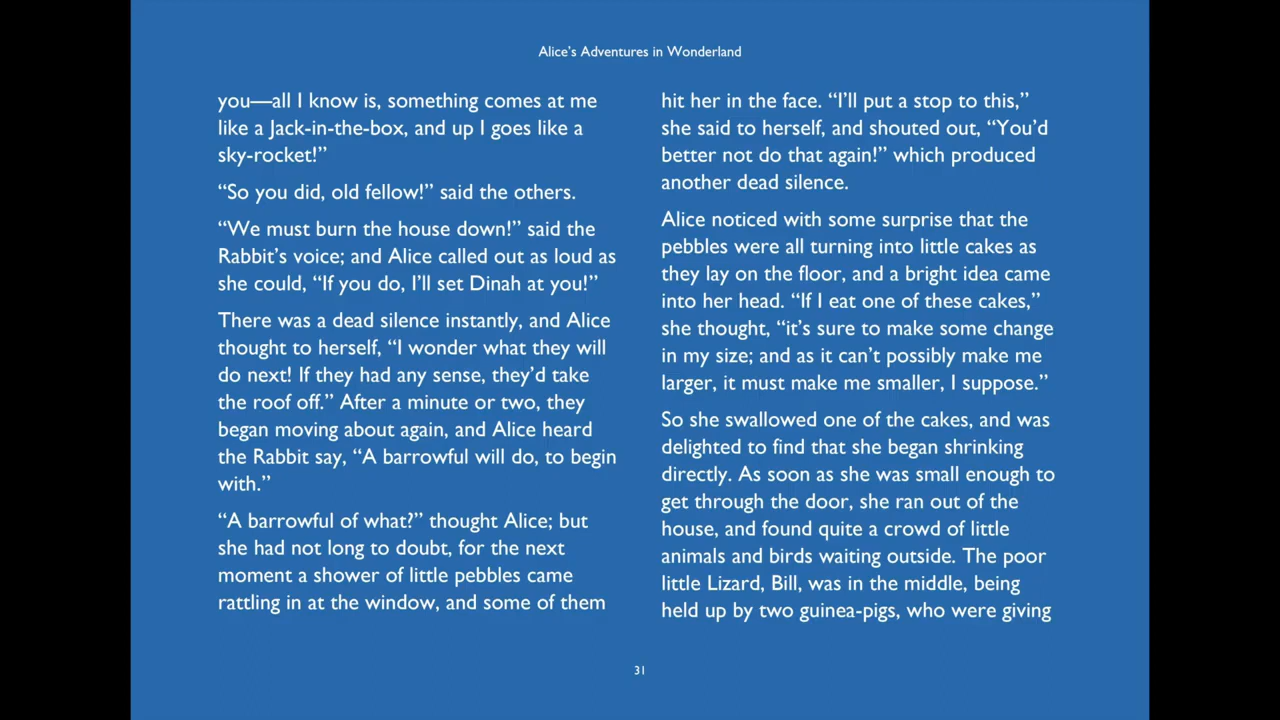 Alice’s Adventures in Wonderland
you—all I know is, something comes at me
like a Jack-in-the-box, and up I goes like a
sky-rocket!”
“So you did, old fellow!” said the others.
“We must burn the house down!” said the
Rabbit’s voice; and Alice called out as loud as
she could, “If you do, I’ll set Dinah at you!”
There was a dead silence instantly, and Alice
thought to herself, “I wonder what they will
do next! If they had any sense, they’d take
the roof off.” After a minute or two, they
began moving about again, and Alice heard
the Rabbit say, “A barrowful will do, to begin
with.”
“A barrowful of what?” thought Alice; but
she had not long to doubt, for the next
moment a shower of little pebbles came
rattling in at the window, and some of them
hit her in the face. “I’ll put a stop to this,”
she said to herself, and shouted out, “You’d
better not do that again!” which produced
another dead silence.
Alice noticed with some surprise that the
pebbles were all turning into little cakes as
they lay on the floor, and a bright idea came
into her head. “If I eat one of these cakes,”
she thought, “it’s sure to make some change
in my size; and as it can’t possibly make me
larger, it must make me smaller, I suppose.”
So she swallowed one of the cakes, and was
delighted to find that she began shrinking
directly. As soon as she was small enough to
get through the door, she ran out of the
house, and found quite a crowd of little
animals and birds waiting outside. The poor
little Lizard, Bill, was in the middle, being
held up by two guinea-pigs, who were giving
31